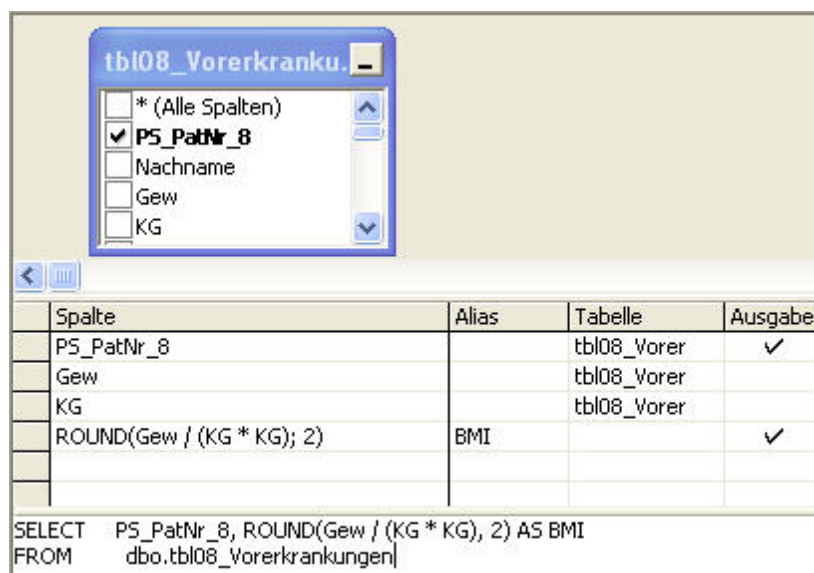 tbl08_Vorerkranku.
* (Alle Spalten)
PS_PatNr_8
Nachname
Gew
KG
Spalte Alias Tabelle Ausgabe
PS_PatNr_8 tbl08_Vorer
Gew tbl08_Vorer
KG tbl08_Vorer
ROUND(Gew / (KG * KG); 2) BMI
SELECT PS_PatNr_8, ROUND(Gew / (KG * KG), 2) AS BMI
FROM dbo.tbl08_Vorerkrankungen